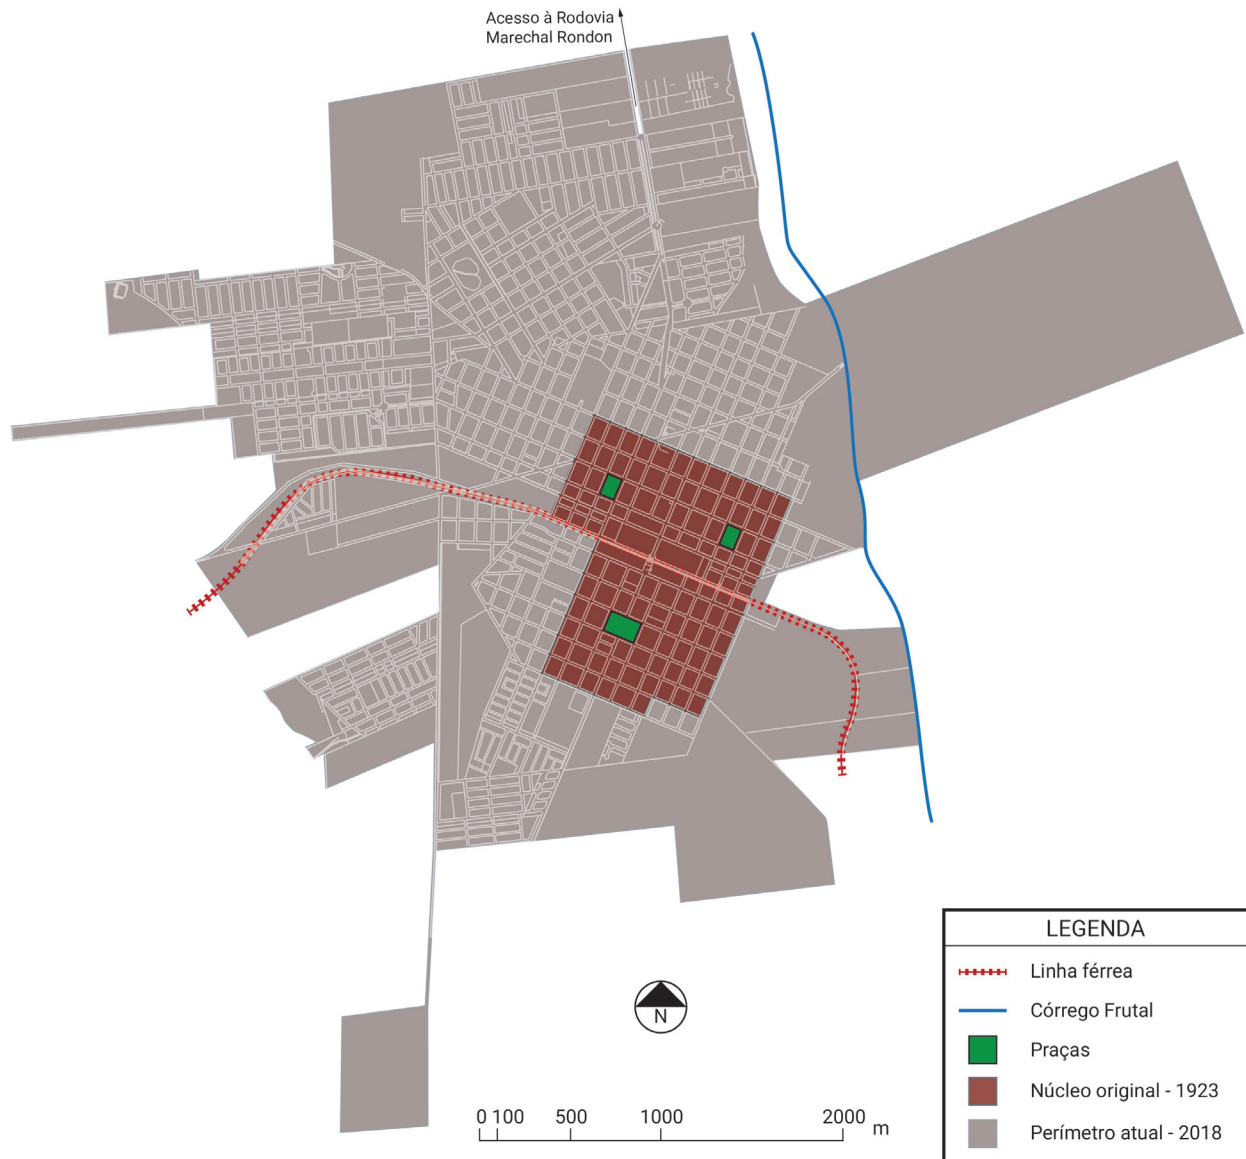 Acesso à Rodovia
Marechal Rondon
LEGENDA
Linha férrea
Córrego Frutal
Praças
Núcleo original - 1923
Perímetro atual - 2018
N
0 100 500 1000 2000 m